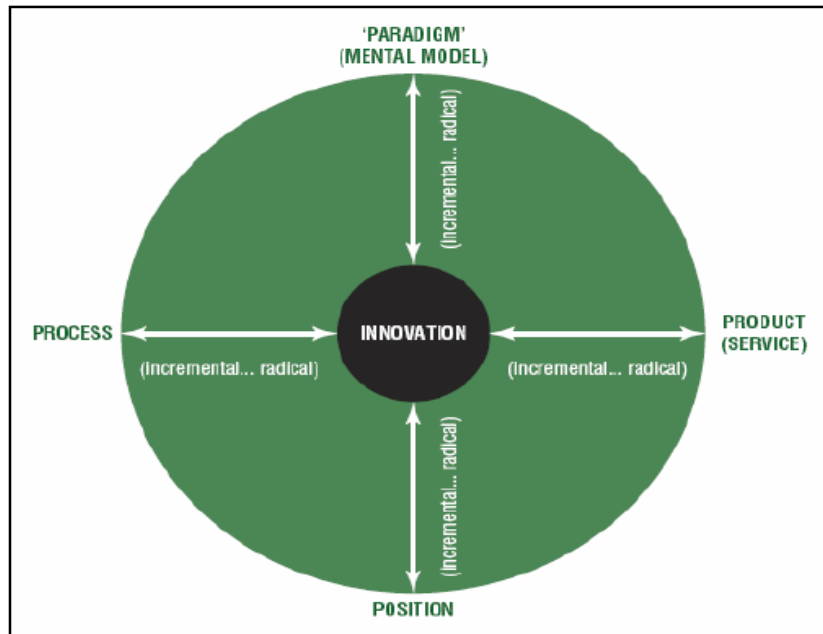 'PARADIGM'
(MENTAL MODEL)
(incremental... radical)
PROCESS
INNOVATION
PRODUCT
(SERVICE)
(incremental... radical)
(incremental... radical)
(incremental... radical)
POSITION